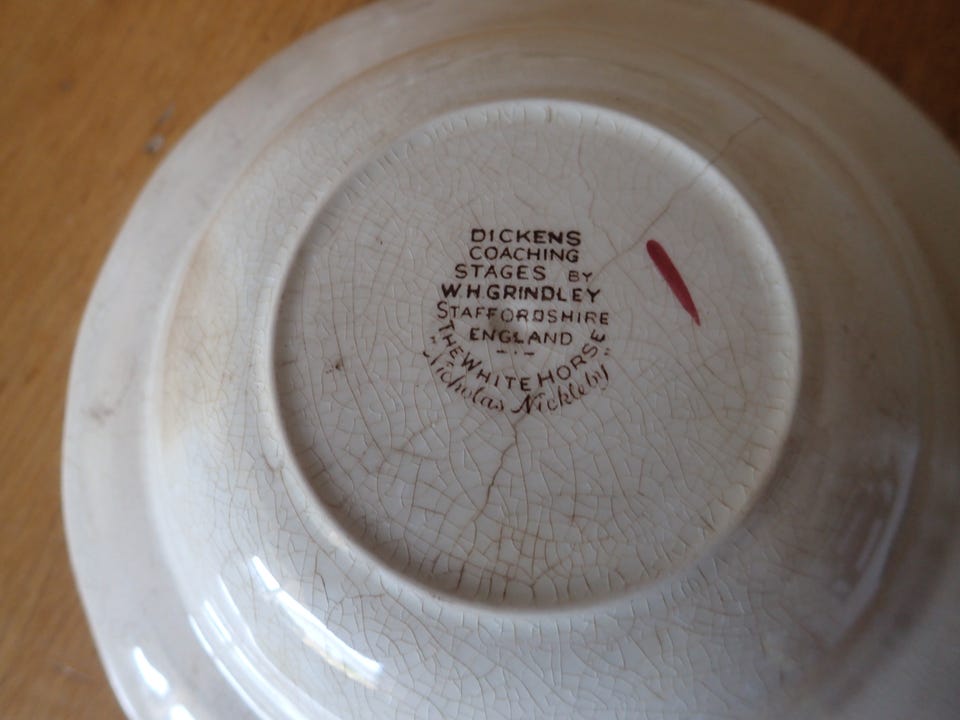 DICKENS
COACHING
STAGES BY
W.H.GRINDLEY
STAFFORDSHIRE
ENGLAND
"THE WHITE HORSE"
Nicholas Nickleby